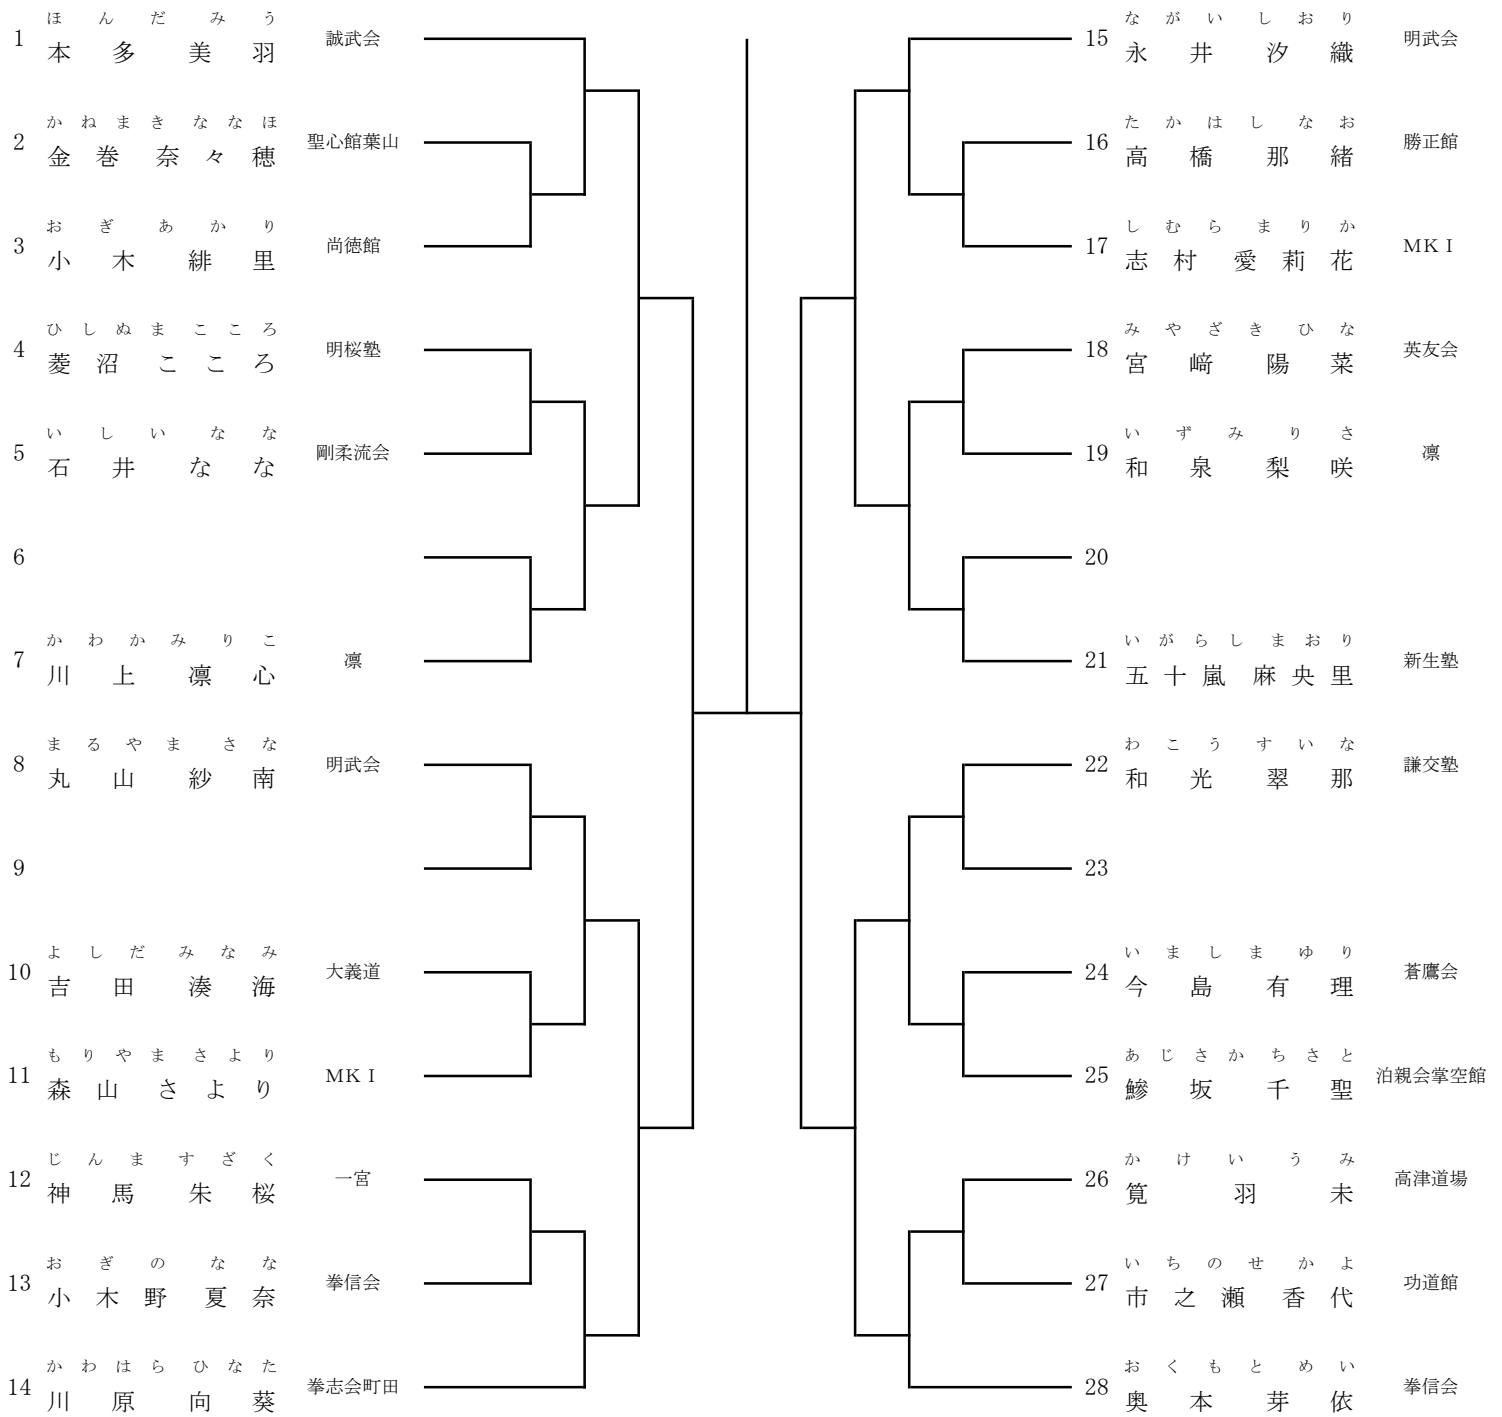 ほんだ みう
1 本多 美羽 誠武会
かねまき ななほ
2 金巻 奈々穂 聖心館葉山
おぎ あかり
3 小木 緋里 尚徳館
ひしぬま こころ
4 菱沼 こころ 明桜塾
いしい なな
5 石井 なな 剛柔流会
6
かわかみ りこ
7 川上 凛心 凛
まるやま さな
8 丸山 紗南 明武会
9
よしだ みなみ
10 吉田 湊海 大義道
もりやま さより
11 森山 さより MKⅠ
じんま すざく
12 神馬 朱桜 一宮
おぎの なな
13 小木野 夏奈 拳信会
かわはら ひなた
14 川原 向葵 拳志会町田
ながい しおり
15 永井 汐織 明武会
たかはし なお
16 高橋 那緒 勝正館
しむら まりか
17 志村 愛莉花 MKⅠ
みやざき ひな
18 宮﨑 陽菜 英友会
いずみ りさ
19 和泉 梨咲 凛
20
いがらし まおり
21 五十嵐 麻央里 新生塾
わこう すいな
22 和光 翠那 謙交塾
23
いましま ゆり
24 今島 有理 蒼鷹会
あじさか ちさと
25 鰺坂 千聖 泊親会掌空館
かけい うみ
26 筧 羽未 高津道場
いちのせ かよ
27 市之瀬 香代 功道館
おくもと めい
28 奥本 芽依 拳信会